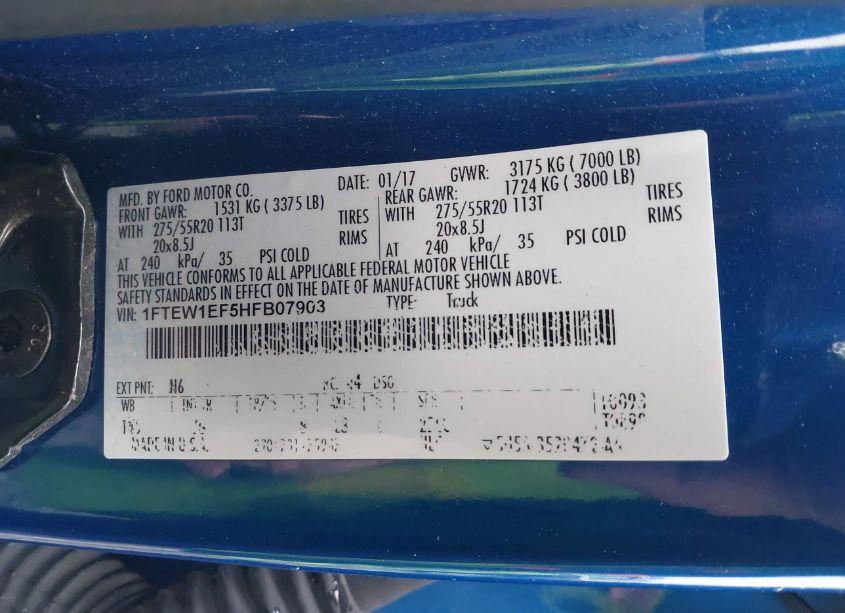 MFD. BY FORD MOTOR CO. DATE: 01/17 GVWR: 3175 KG ( 7000 LB)
FRONT GAWR: 1531 KG ( 3375 LB) REAR GAWR: 1724 KG ( 3800 LB)
WITH 275/55R20 113T TIRES WITH 275/55R20 113T TIRES
20x8.5J RIMS 20x8.5J RIMS
AT 240 kPa/ 35 PSI COLD AT 240 kPa/ 35 PSI COLD
THIS VEHICLE CONFORMS TO ALL APPLICABLE FEDERAL MOTOR VEHICLE
SAFETY STANDARDS IN EFFECT ON THE DATE OF MANUFACTURE SHOWN ABOVE.
VIN: 1FTEW1EF5HFB07903 TYPE: Truck
EXT PNT: N6 DSO
WB
MADE IN U.S.A.